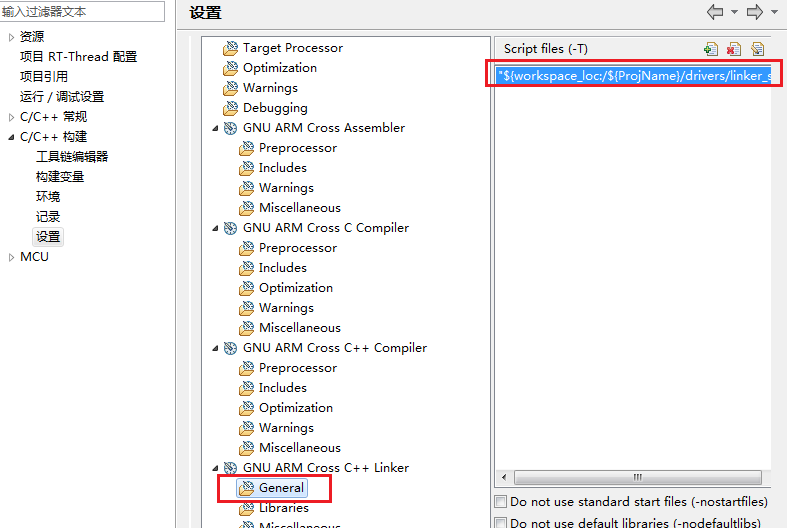 输入过滤器文本
资源
项目 RT-Thread 配置
项目引用
运行 / 调试设置
C/C++ 常规
C/C++ 构建
工具链编辑器
构建变量
环境
记录
设置
MCU
设置
Target Processor
Optimization
Warnings
Debugging
GNU ARM Cross Assembler
Preprocessor
Includes
Warnings
Miscellaneous
GNU ARM Cross C Compiler
Preprocessor
Includes
Optimization
Warnings
Miscellaneous
GNU ARM Cross C++ Compiler
Preprocessor
Includes
Optimization
Warnings
Miscellaneous
GNU ARM Cross C++ Linker
General
Libraries
Miscellaneous
Script files (-T)
"${workspace_loc:/${ProjName}/drivers/linker_s
Do not use standard start files (-nostartfiles)
Do not use default libraries (-nodefaultlibs)